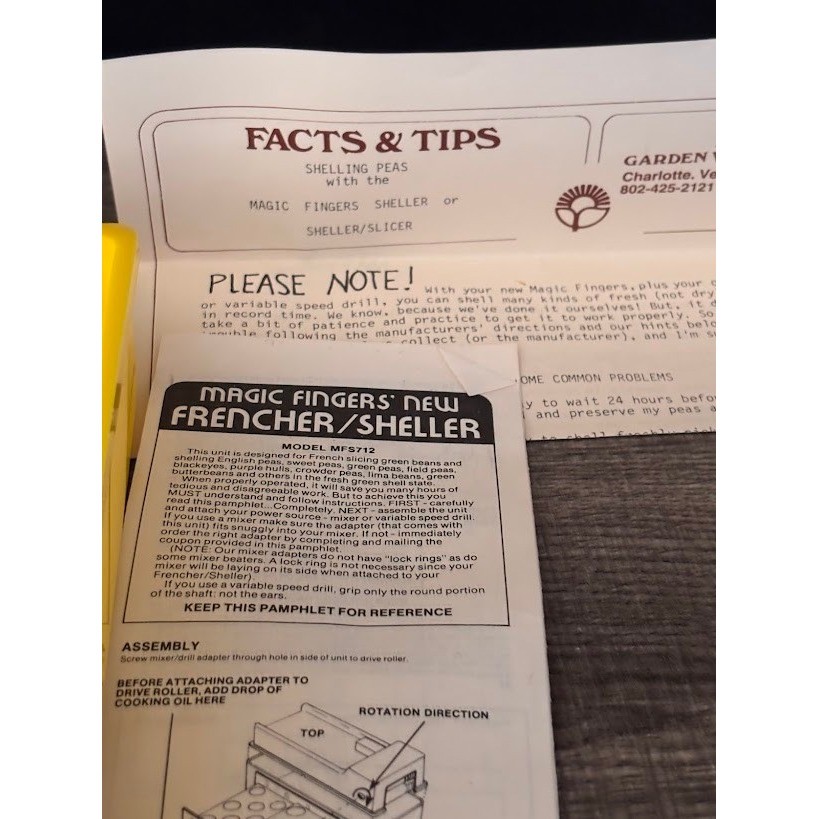 FACTS & TIPS
SHELLING PEAS
with the
MAGIC FINGERS SHELLER or
SHELLER/SLICER
GARDEN
Charlotte, Ve
802-425-2121
PLEASE NOTE! With your new Magic Fingers, plus your
or variable speed drill, you can shell many kinds of fresh (not dry
in record time. We know, because we've done it ourselves! But, it
take a bit of patience and practice to get it to work properly. So
trouble following the manufacturers' directions and our hints belo
collect (or the manufacturer), and I'm su
OME COMMON PROBLEMS
y to wait 24 hours befor
and preserve my peas a
MAGIC FINGERS' NEW
FRENCHER/SHELLER
MODEL MFS712
This unit is designed for French slicing green beans and
shelling English peas, sweet peas, green peas, field peas,
blackeyes, purple hulls, crowder peas, lima beans, green
butterbeans and others in the fresh green shell state.
When properly operated, it will save you many hours of
tedious and disagreeable work. But to achieve this you
MUST understand and follow instructions. FIRST - carefully
read this pamphlet...Completely. NEXT - assemble the unit
and attach your power source - mixer or variable speed drill.
If you use a mixer make sure the adapter (that comes with
this unit) fits snuggly into your mixer. If not - immediately
order the right adapter by completing and mailing the
coupon provided in this pamphlet.
(NOTE: Our mixer adapters do not have "lock rings" as do
some mixer beaters. A lock ring is not necessary since your
mixer will be laying on its side when attached to your
Frencher/Sheller).
If you use a variable speed drill, grip only the round portion
of the shaft: not the ears.
KEEP THIS PAMPHLET FOR REFERENCE
ASSEMBLY
Screw mixer/drill adapter through hole in side of unit to drive roller.
BEFORE ATTACHING ADAPTER TO
DRIVE ROLLER, ADD DROP OF
COOKING OIL HERE
ROTATION DIRECTION
TOP